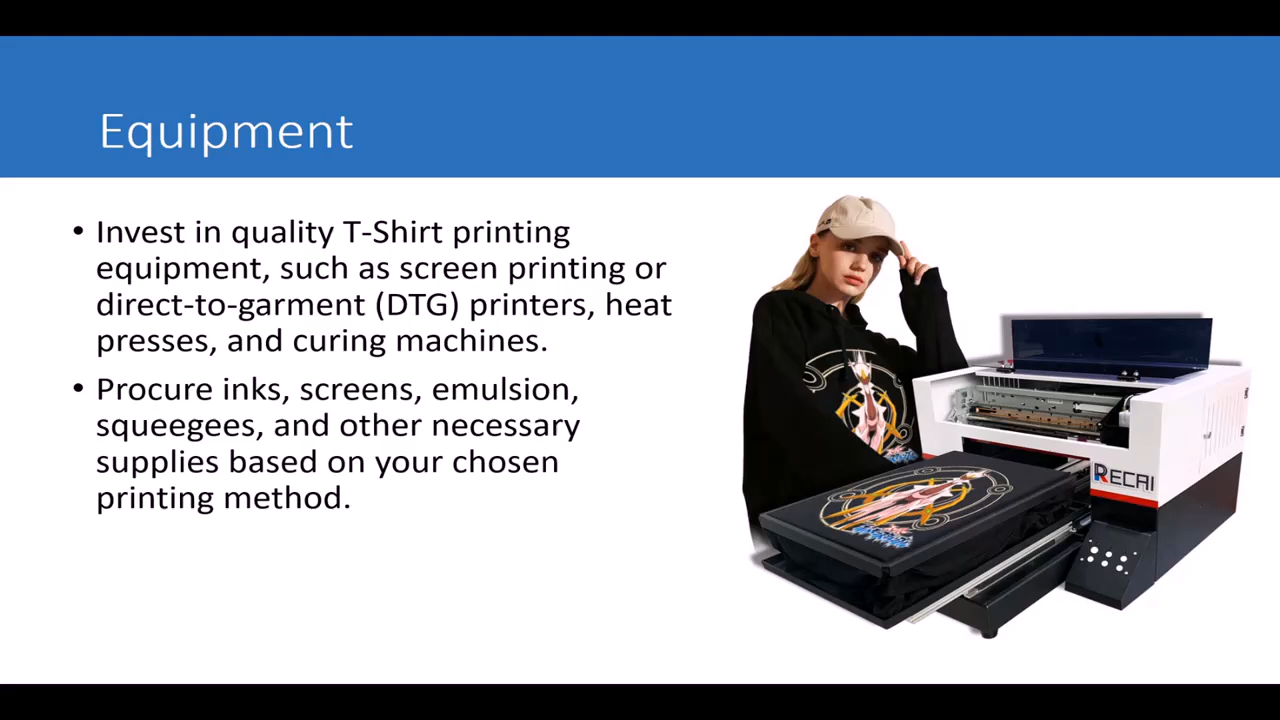 Equipment
• Invest in quality T-Shirt printing
equipment, such as screen printing or
direct-to-garment (DTG) printers, heat
presses, and curing machines.
• Procure inks, screens, emulsion,
squeegees, and other necessary
supplies based on your chosen
printing method.
RECAI